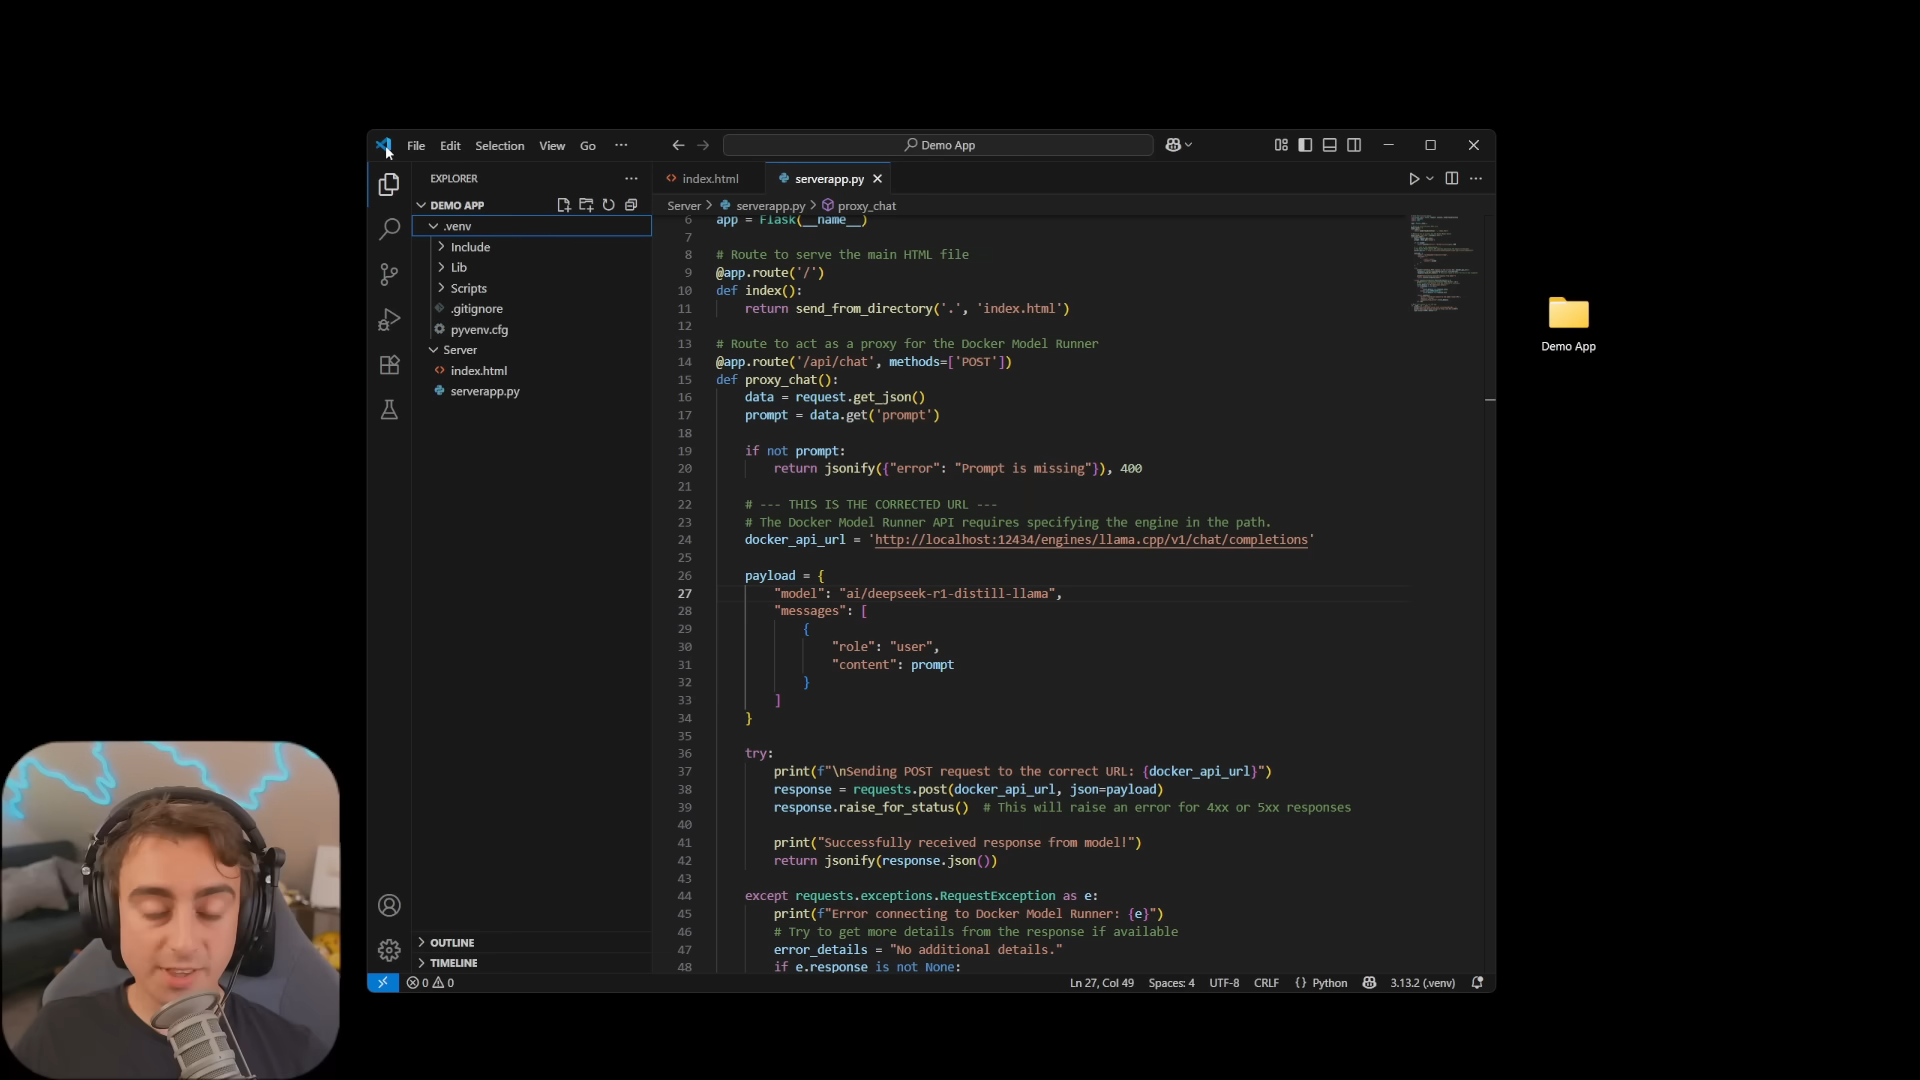 File Edit Selection View Go ···
Demo App
EXPLORER
DEMO APP
.venv
Include
Lib
Scripts
.gitignore
pyvenv.cfg
Server
index.html
serverapp.py
OUTLINE
TIMELINE
index.html
serverapp.py
Server > serverapp.py > proxy_chat
6 app = Flask(__name__)
7
8 # Route to serve the main HTML file
9 @app.route('/')
10 def index():
11 return send_from_directory('.', 'index.html')
12
13 # Route to act as a proxy for the Docker Model Runner
14 @app.route('/api/chat', methods=['POST'])
15 def proxy_chat():
16 data = request.get_json()
17 prompt = data.get('prompt')
18
19 if not prompt:
20 return jsonify({"error": "Prompt is missing"}), 400
21
22 # --- THIS IS THE CORRECTED URL ---
23 # The Docker Model Runner API requires specifying the engine in the path.
24 docker_api_url = 'http://localhost:12434/engines/llama.cpp/v1/chat/completions'
25
26 payload = {
27 "model": "ai/deepseek-r1-distill-llama",
28 "messages": [
29 {
30 "role": "user",
31 "content": prompt
32 }
33 ]
34 }
35
36 try:
37 print(f"\nSending POST request to the correct URL: {docker_api_url}")
38 response = requests.post(docker_api_url, json=payload)
39 response.raise_for_status() # This will raise an error for 4xx or 5xx responses
40
41 print("Successfully received response from model!")
42 return jsonify(response.json())
43
44 except requests.exceptions.RequestException as e:
45 print(f"Error connecting to Docker Model Runner: {e}")
46 # Try to get more details from the response if available
47 error_details = "No additional details."
48 if e.response is not None:
0 0
Ln 27, Col 49 Spaces: 4 UTF-8 CRLF {} Python 3.13.2 (.venv)
Demo App